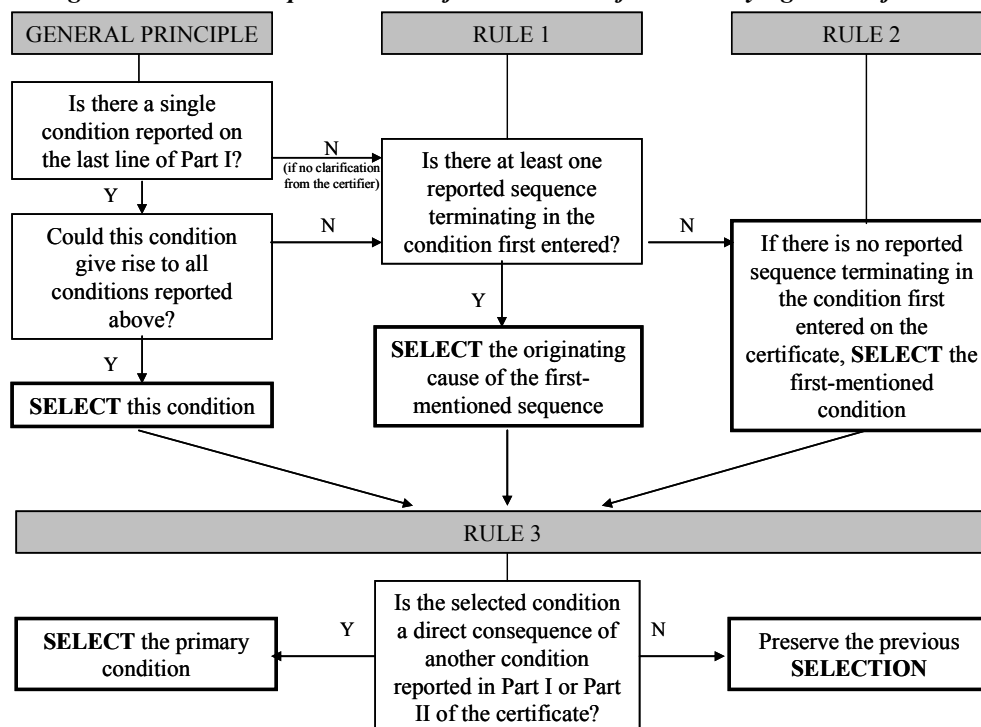 GENERAL PRINCIPLE
RULE 1
RULE 2
Is there a single
condition reported on
the last line of Part I?
N
(if no clarification
from the certifier)
Y
Is there at least one
reported sequence
terminating in the
condition first entered?
Could this condition
give rise to all
conditions reported
above?
N
N
If there is no reported
sequence terminating in
the condition first
entered on the
certificate, SELECT the
first-mentioned
condition
Y
Y
SELECT this condition
SELECT the originating
cause of the first-
mentioned sequence
RULE 3
Is the selected condition
a direct consequence of
another condition
reported in Part I or Part
II of the certificate?
Y
SELECT the primary
condition
N
Preserve the previous
SELECTION